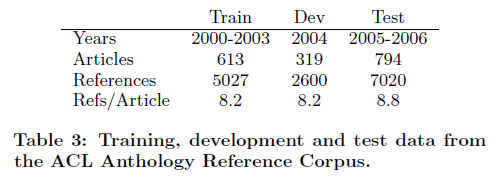 Train Dev Test
Years 2000-2003 2004 2005-2006
Articles 613 319 794
References 5027 2600 7020
Refs/Article 8.2 8.2 8.8
Table 3: Training, development and test data from
the ACL Anthology Reference Corpus.